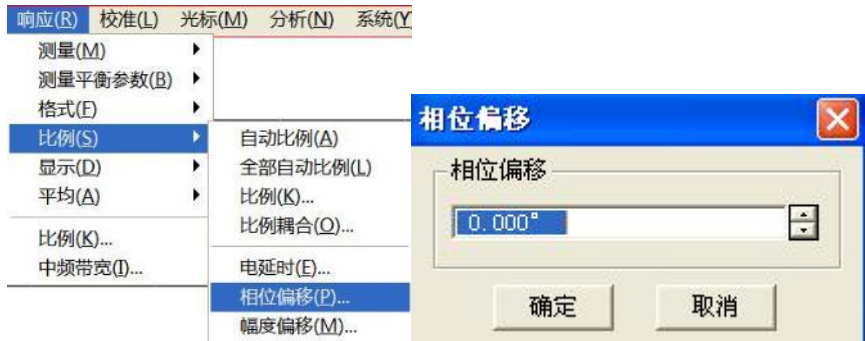 响应(R) 校准(L) 光标(M) 分析(N) 系统(Y
测量(M)
测量平衡参数(B)
格式(F)
比例(S)
显示(D)
平均(A)
比例(K)...
中频带宽(I)...
自动比例(A)
全部自动比例(L)
比例(K)...
比例耦合(O)...
电延时(E)...
相位偏移(P)...
幅度偏移(M)...
相位偏移
相位偏移
0.000°
确定 取消